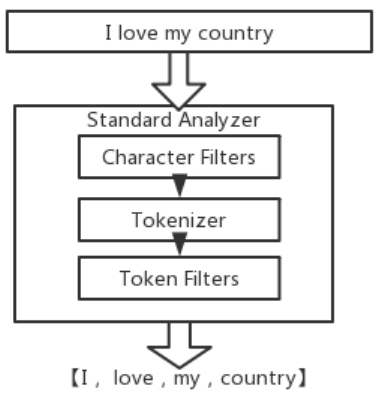 I love my country
Standard Analyzer
Character Filters
Tokenizer
Token Filters
【I , love , my , country】